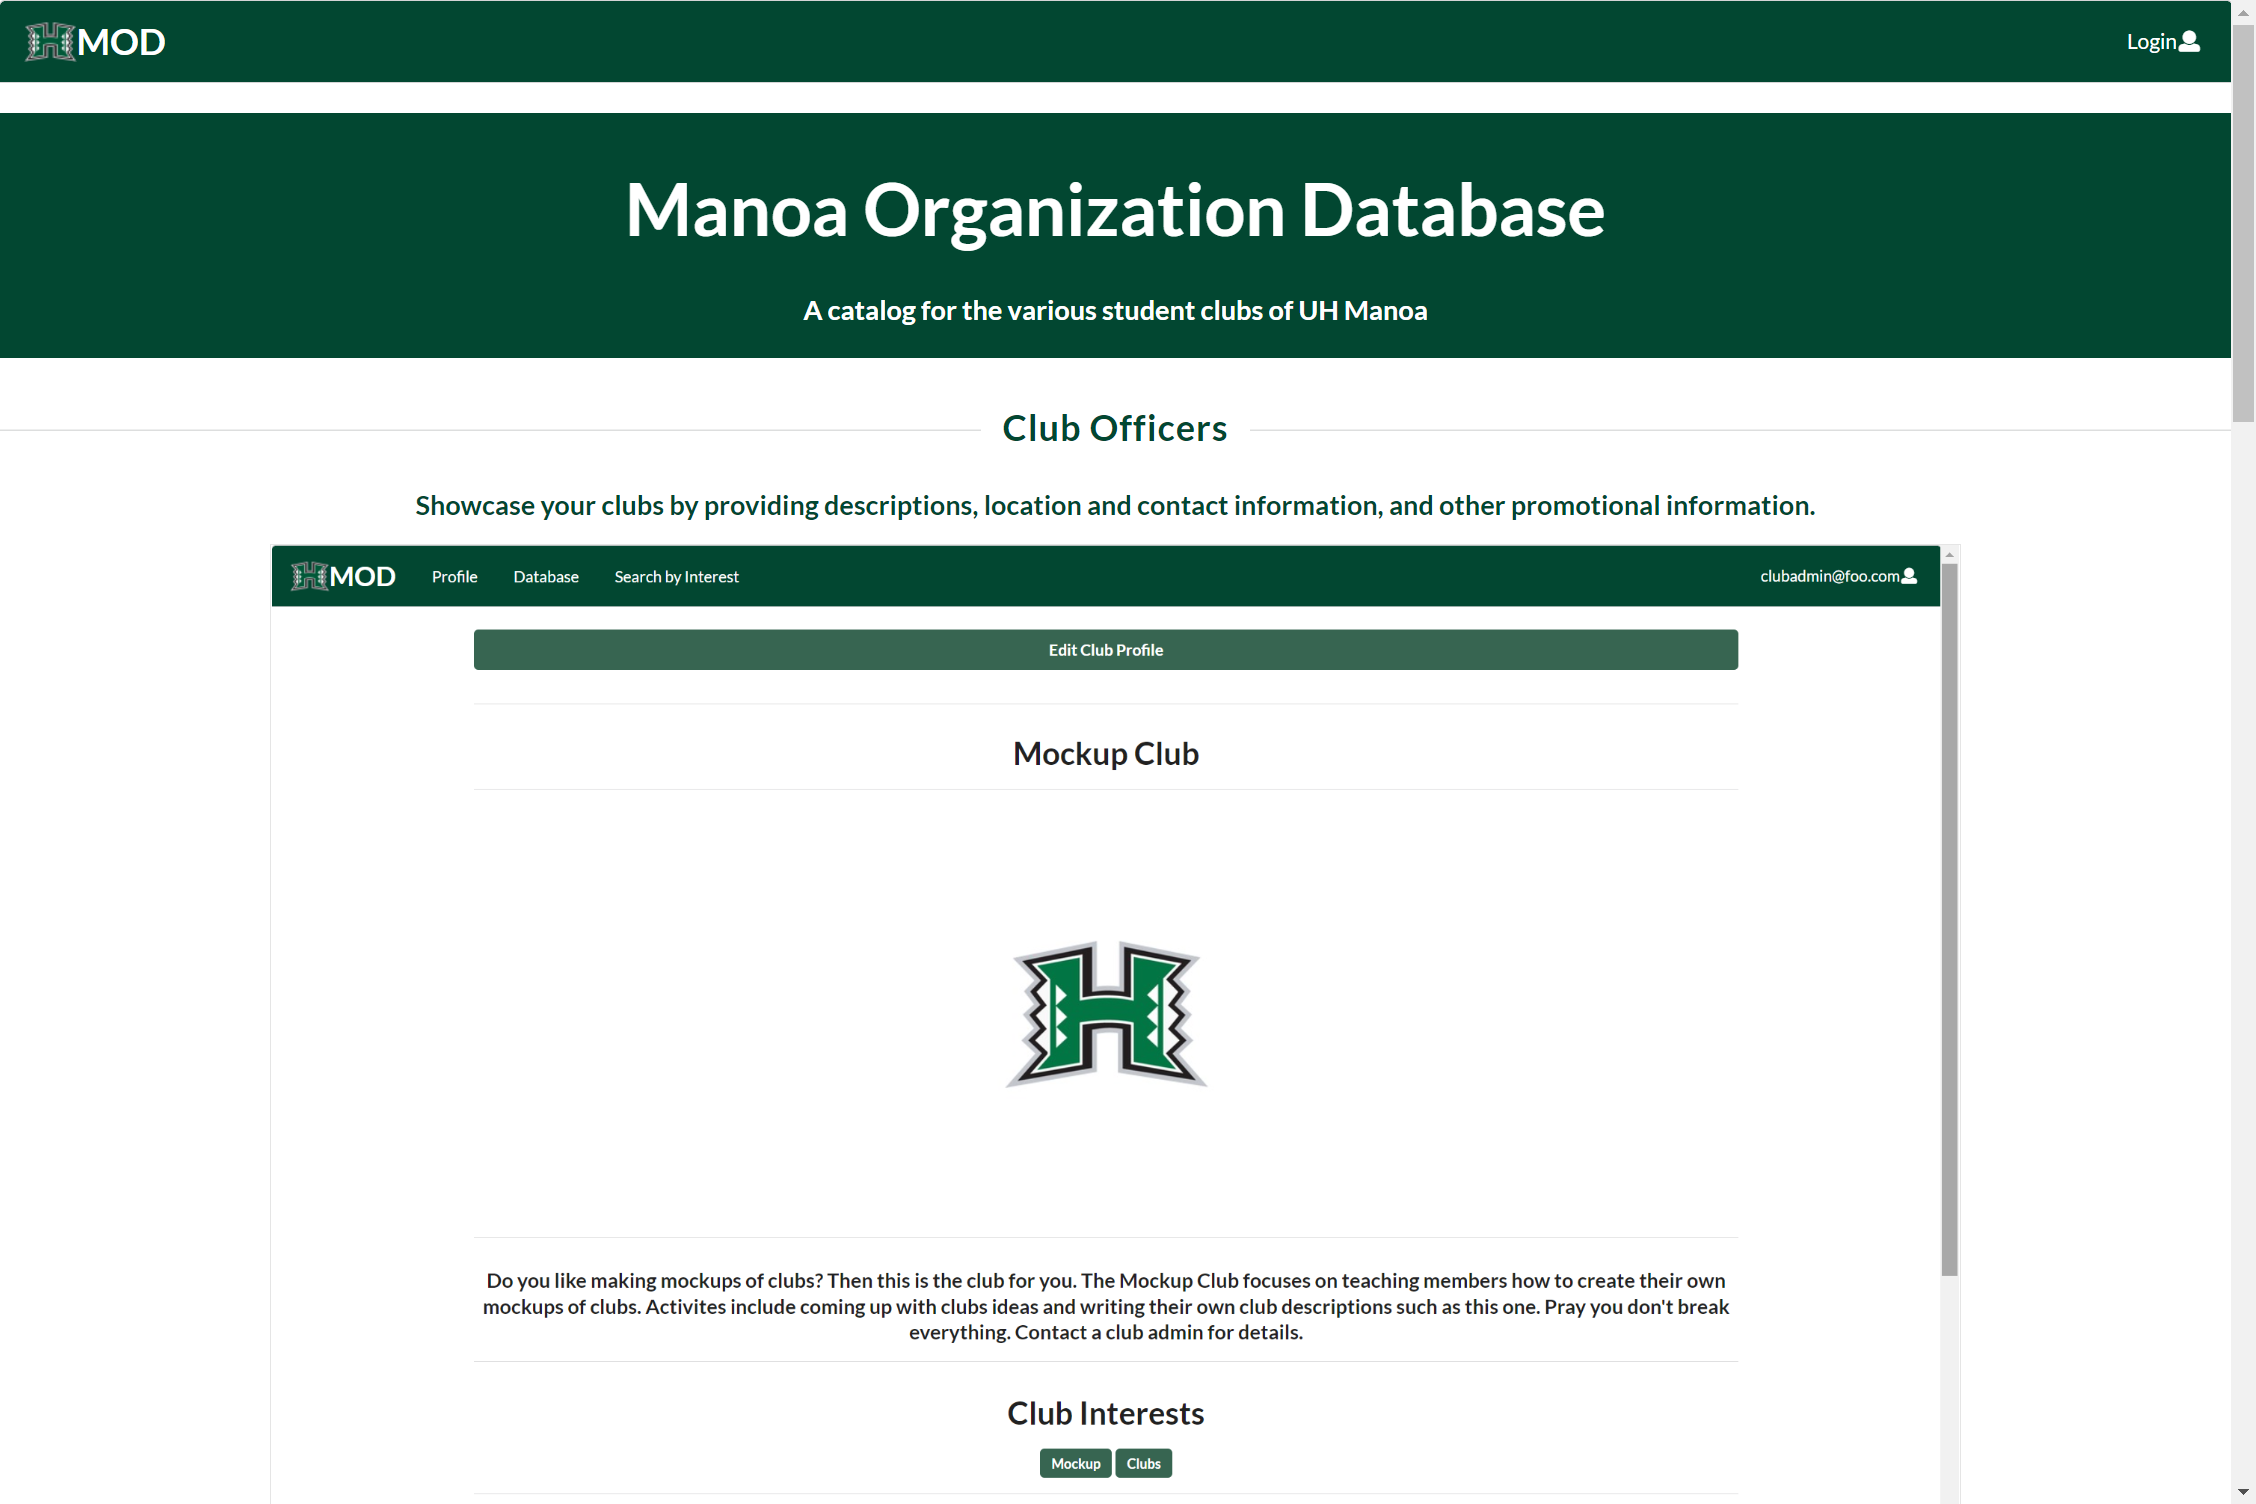 MOD
Login
Manoa Organization Database
A catalog for the various student clubs of UH Manoa
Club Officers
Showcase your clubs by providing descriptions, location and contact information, and other promotional information.
MOD Profile Database Search by Interest clubadmin@foo.com
Edit Club Profile
Mockup Club
H
Do you like making mockups of clubs? Then this is the club for you. The Mockup Club focuses on teaching members how to create their own
mockups of clubs. Activites include coming up with clubs ideas and writing their own club descriptions such as this one. Pray you don't break
everything. Contact a club admin for details.
Club Interests
Mockup Clubs